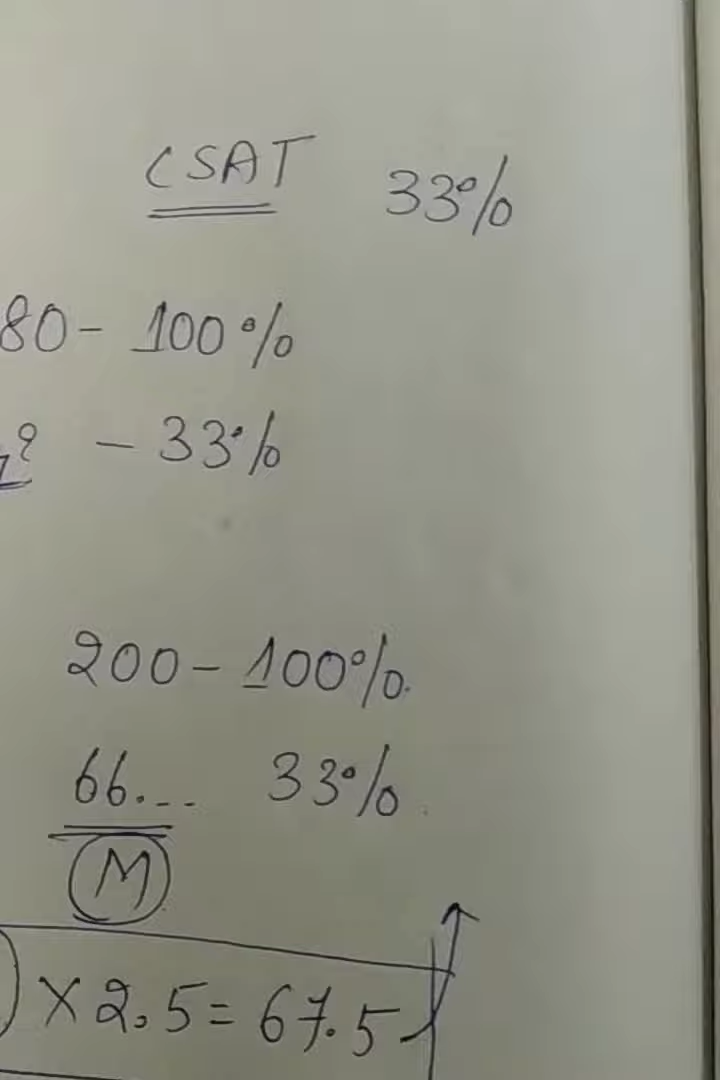 CSAT 33%
80 - 100%
? - 33%
200 - 100%.
66... 33%.
M
) × 2.5 = 67.5